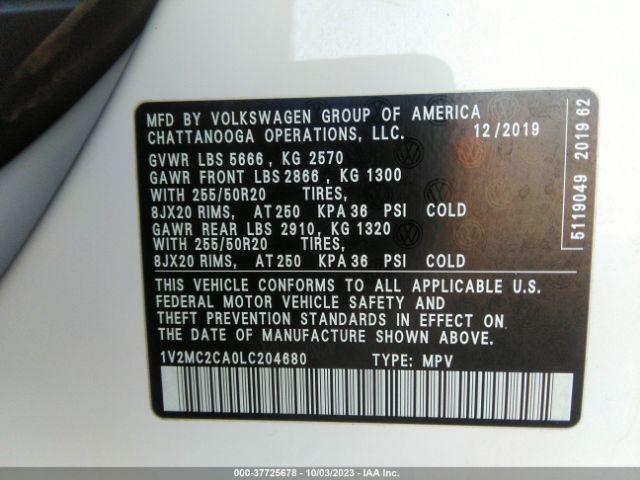 MFD BY VOLKSWAGEN GROUP OF AMERICA
CHATTANOOGA OPERATIONS, LLC. 12/2019
GVWR LBS 5666 , KG 2570
GAWR FRONT LBS 2866 , KG 1300
WITH 255/50R20 TIRES,
8JX20 RIMS, AT 250 KPA 36 PSI COLD
GAWR REAR LBS 2910, KG 1320
WITH 255/50R20 TIRES,
8JX20 RIMS, AT 250 KPA 36 PSI COLD
THIS VEHICLE CONFORMS TO ALL APPLICABLE U.S.
FEDERAL MOTOR VEHICLE SAFETY AND
THEFT PREVENTION STANDARDS IN EFFECT ON
THE DATE OF MANUFACTURE SHOWN ABOVE.
1V2MC2CA0LC204680 TYPE: MPV
5119049 2019 62
000-37725678 - 10/03/2023 - IAA Inc.